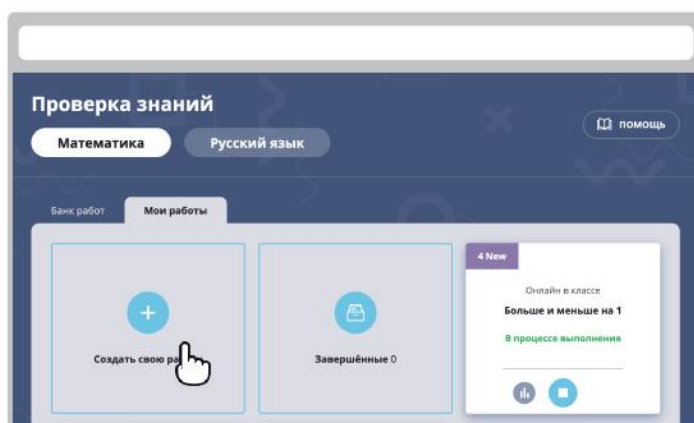 Проверка знаний
Математика
Русский язык
помощь
Банк работ
Мои работы
Создать свою
Завершённые 0
4 New
Онлайн в классе
Больше и меньше на 1
В процессе выполнения